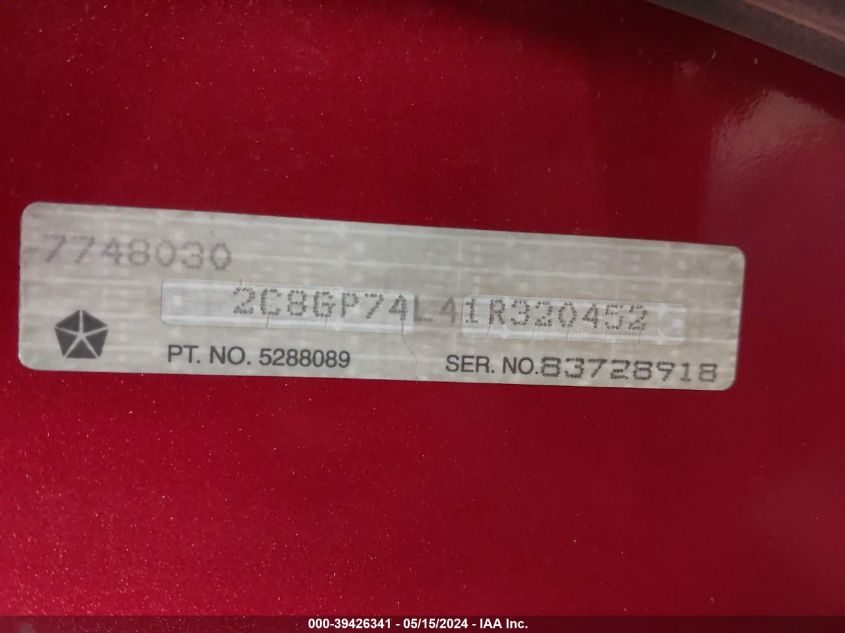 7748030
2C8GP74L41R320452
PT. NO. 5288089 SER. NO.83728918
000-39426341 - 05/15/2024 - IAA Inc.